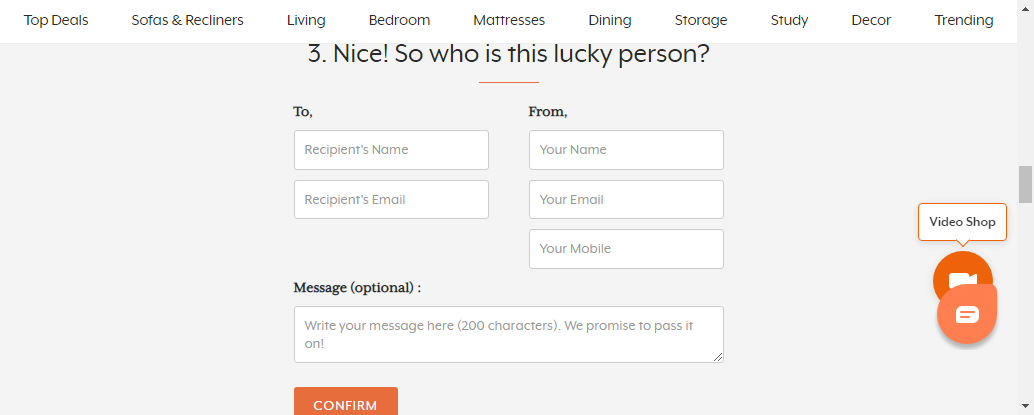 Top Deals Sofas & Recliners Living Bedroom Mattresses Dining Storage Study Decor Trending
3. Nice! So who is this lucky person?
To,
Recipient's Name
Recipient's Email
From,
Your Name
Your Email
Your Mobile
Message (optional) :
Write your message here (200 characters). We promise to pass it
on!
CONFIRM
Video Shop